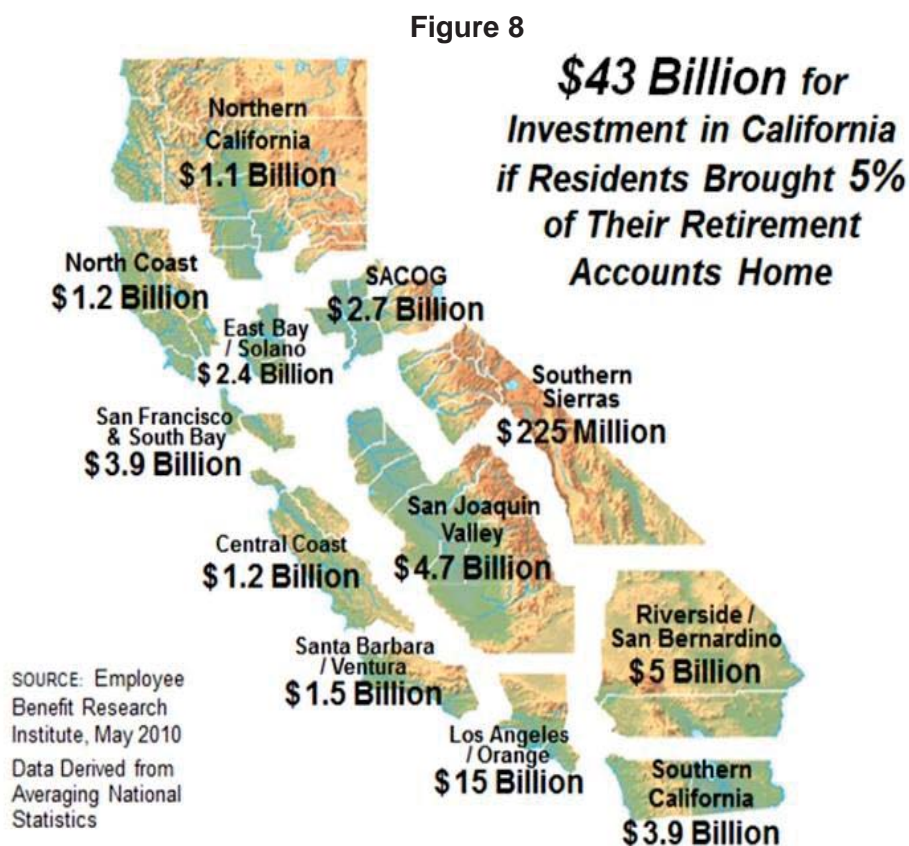 Figure 8
$43 Billion for
Investment in California
if Residents Brought 5%
of Their Retirement
Accounts Home
Northern
California
$1.1 Billion
North Coast
$1.2 Billion
SACOG
$2.7 Billion
East Bay
/ Solano
$2.4 Billion
Southern
Sierras
$225 Million
San Francisco
& South Bay
$3.9 Billion
San Joaquin
Valley
$4.7 Billion
Central Coast
$1.2 Billion
Riverside /
San Bernardino
$5 Billion
Santa Barbara
/ Ventura
$1.5 Billion
Los Angeles
/ Orange
$15 Billion
Southern
California
$3.9 Billion
SOURCE: Employee
Benefit Research
Institute, May 2010
Data Derived from
Averaging National
Statistics